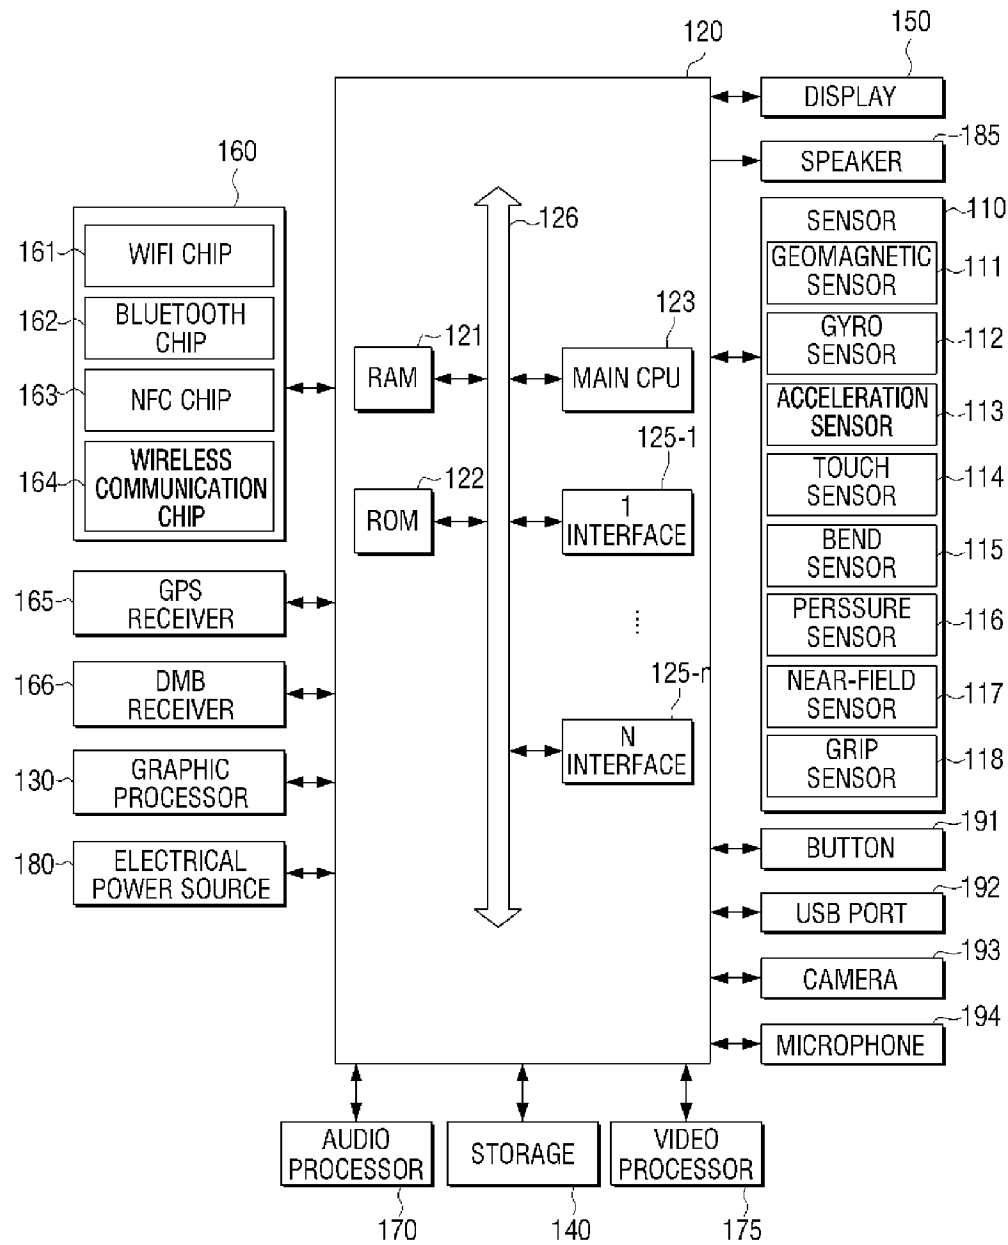 120
150
DISPLAY
185
SPEAKER
160
126
110
SENSOR
161
WIFI CHIP
GEOMAGNETIC
SENSOR
111
162
BLUETOOTH
CHIP
GYRO
SENSOR
112
121
RAM
123
MAIN CPU
163
NFC CHIP
ACCELERATION
SENSOR
113
164
WIRELESS
COMMUNICATION
CHIP
122
ROM
125-1
1
INTERFACE
TOUCH
SENSOR
114
BEND
SENSOR
115
165
GPS
RECEIVER
...
PERSSURE
SENSOR
116
166
DMB
RECEIVER
125-n
N
INTERFACE
NEAR-FIELD
SENSOR
117
130
GRAPHIC
PROCESSOR
GRIP
SENSOR
118
180
ELECTRICAL
POWER SOURCE
191
BUTTON
192
USB PORT
193
CAMERA
194
MICROPHONE
AUDIO
PROCESSOR
STORAGE
VIDEO
PROCESSOR
170
140
175